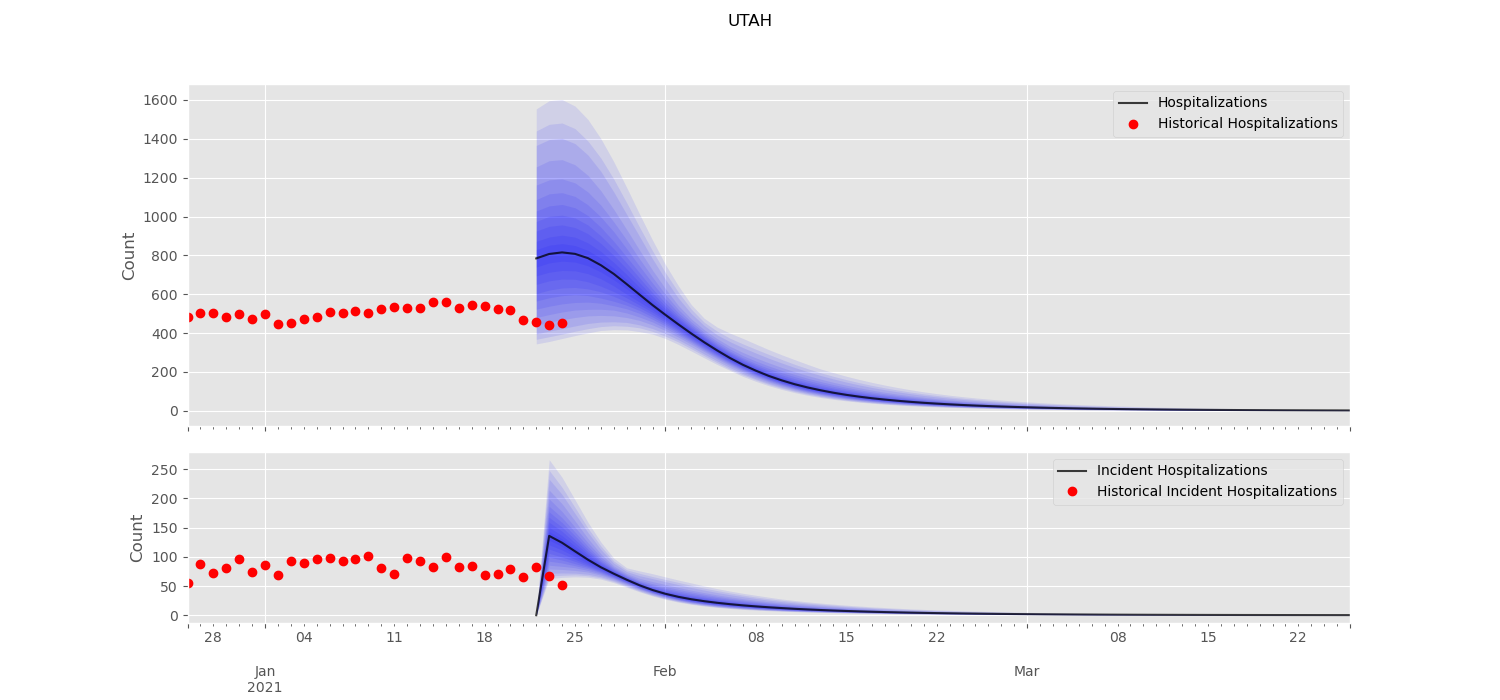 UTAH
Hospitalizations
Historical Hospitalizations
1600
1400
1200
1000
800
600
400
200
0
Count
Incident Hospitalizations
Historical Incident Hospitalizations
250
200
150
100
50
0
Count
28 04 11 18 25 08 15 22 08 15 22
Jan Feb Mar
2021